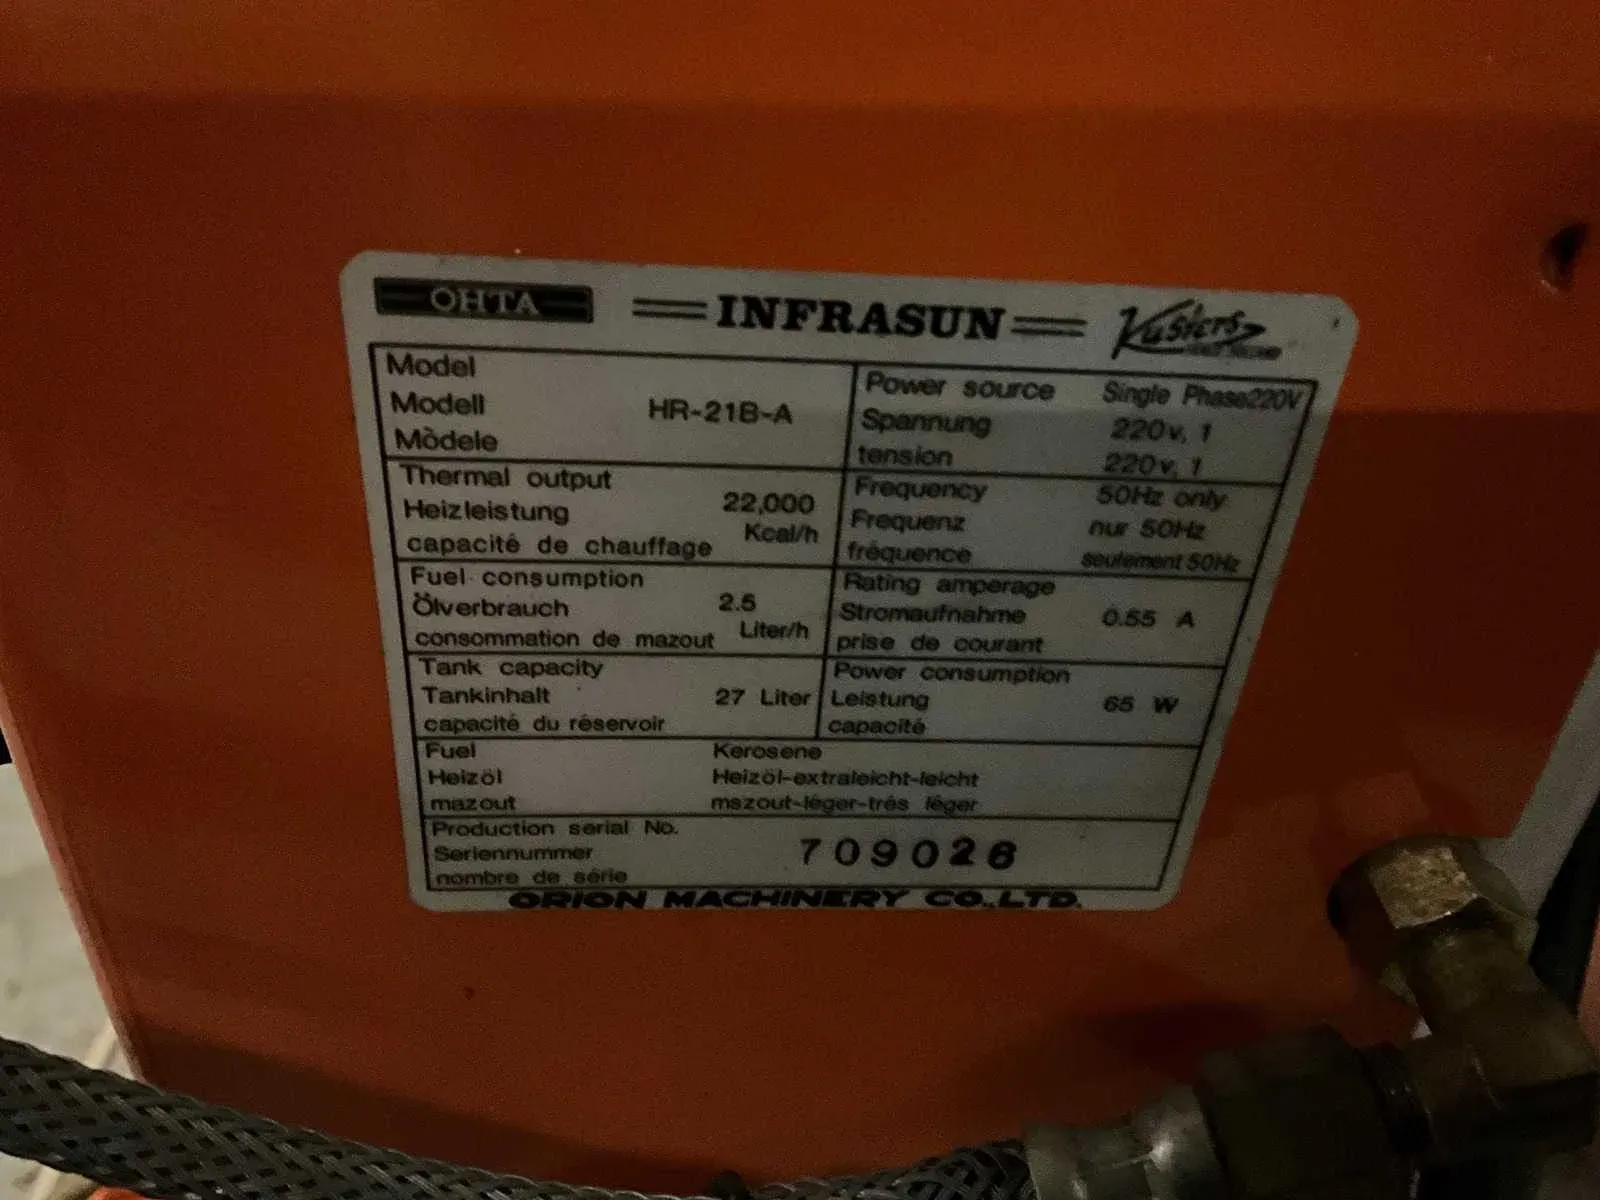 OHTA INFRASUN Kusters
Model
Modell HR-21B-A
Mòdele
Power source Single Phase220V
Spannung 220v, 1
tension 220v, 1
Thermal output
Heizleistung 22,000
capacité de chauffage Kcal/h
Frequency 50Hz only
Frequenz nur 50Hz
fréquence seulement 50Hz
Fuel consumption
Ölverbrauch 2.5
consommation de mazout Liter/h
Rating amperage
Stromaufnahme 0.55 A
prise de courant
Tank capacity
Tankinhalt 27 Liter
capacité du réservoir
Power consumption
Leistung 65 W
capacité
Fuel Kerosene
Heizöl Heizöl-extraleicht-leicht
mazout mszout-léger-trés léger
Production serial No.
Seriennummer 709026
nombre de série
ORION MACHINERY CO.,LTD.